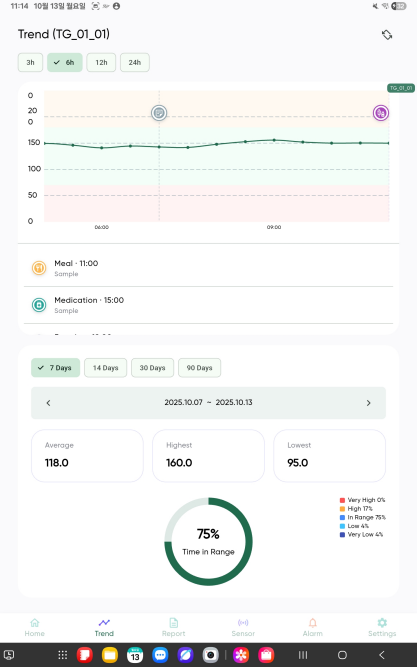 11:14 10월 13일 월요일
Trend (TG_01_01)
3h 6h 12h 24h
TG_01_01
0
20
0
150
100
50
0
06:00 09:00
Meal · 11:00
Sample
Medication · 15:00
Sample
7 Days 14 Days 30 Days 90 Days
2025.10.07 ~ 2025.10.13
Average Highest Lowest
118.0 160.0 95.0
Very High 0%
High 17%
In Range 75%
Low 4%
Very Low 4%
75%
Time in Range
Home Trend Report Sensor Alarm Settings
13